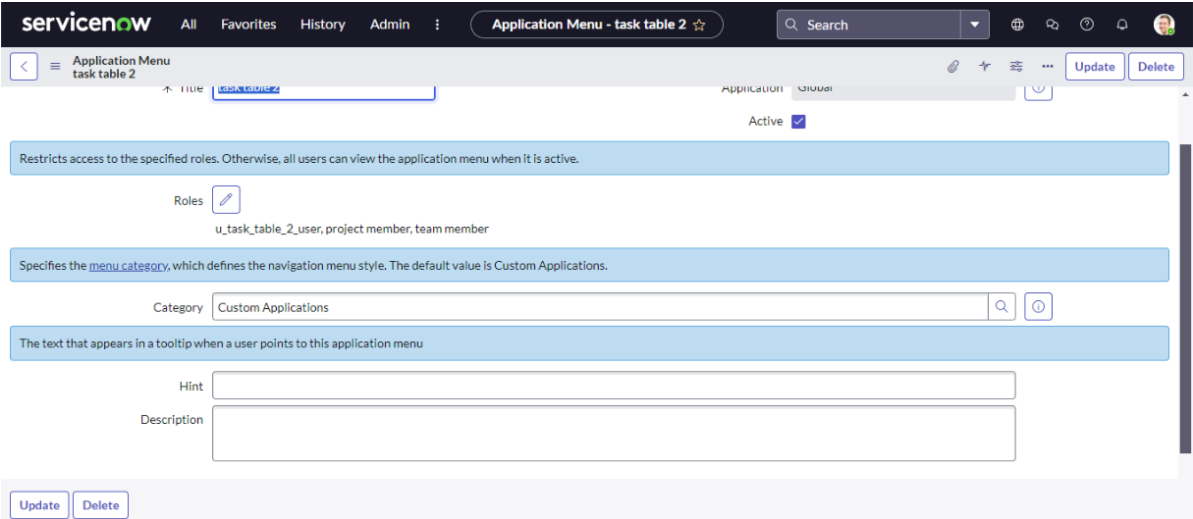 servicenow All Favorites History Admin Application Menu - task table 2 Search
Application Menu
task table 2
Update Delete
Title task table 2 Application Global
Active
Restricts access to the specified roles. Otherwise, all users can view the application menu when it is active.
Roles
u_task_table_2_user, project member, team member
Specifies the menu category, which defines the navigation menu style. The default value is Custom Applications.
Category Custom Applications
The text that appears in a tooltip when a user points to this application menu
Hint
Description
Update Delete